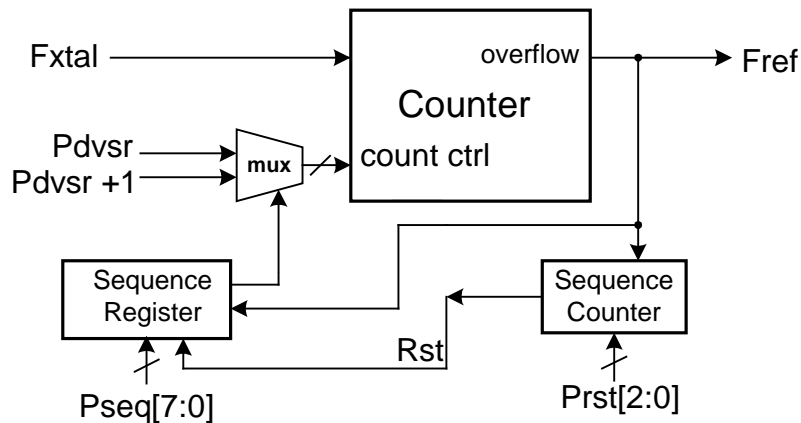 Fxtal
overflow
Fref
Counter
Pdvsr
Pdvsr +1
mux
count ctrl
Sequence
Register
Sequence
Counter
Rst
Pseq[7:0]
Prst[2:0]